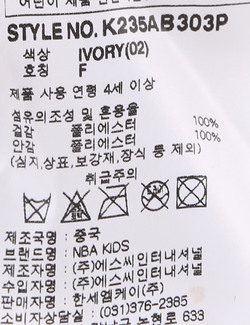 STYLE NO. K235AB303P
색상 IVORY(02)
호칭 F
제품 사용 연령 4세 이상
섬유의 조성 및 혼용율
겉감 폴리에스터 100%
안감 폴리에스터 100%
(심지,상표,보강재,장식 등 제외)
취급주의
제조국명 : 중국
브랜드명 : NBA KIDS
제조자명 : (주)에스씨인터내셔널
수입자명 : (주)에스씨인터내셔널
판매자명 : 한세엠케이(주)
소비자상담실 : (031)376-2385
논현로 633